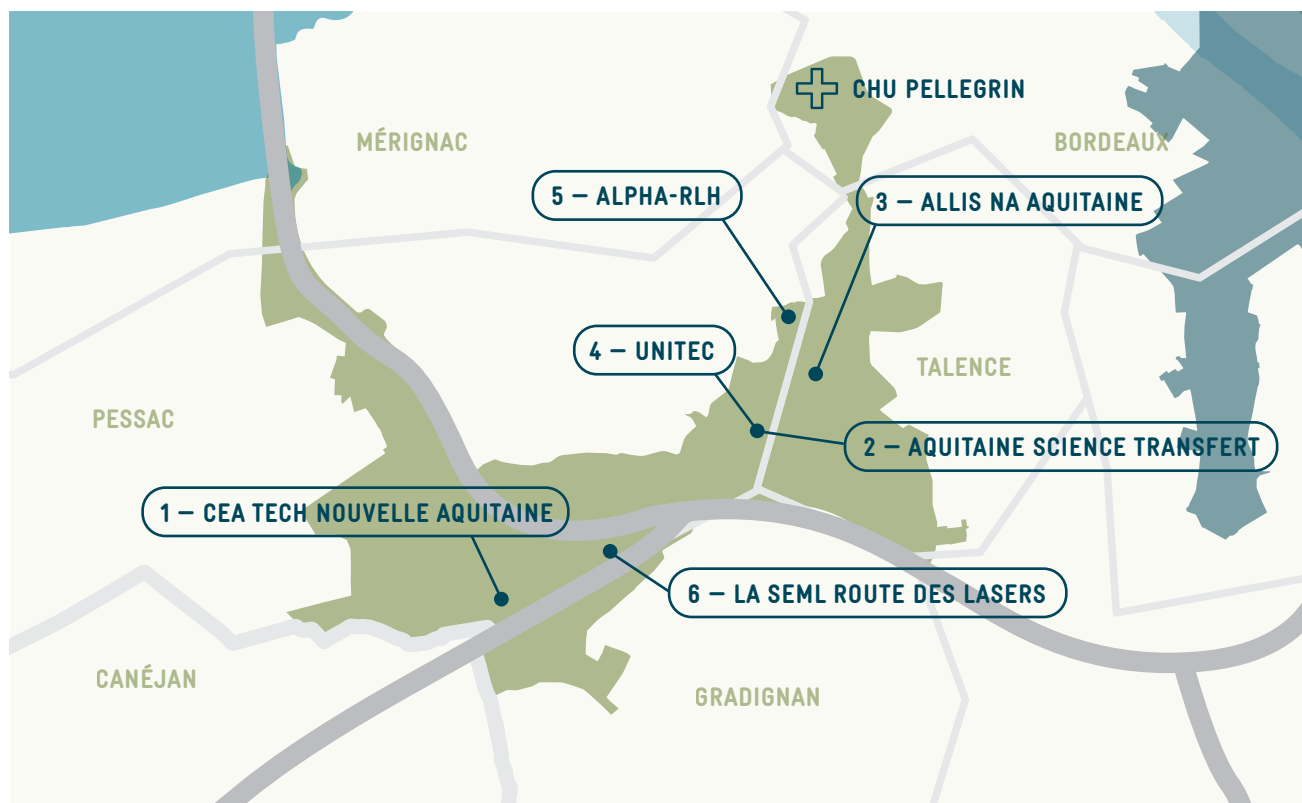 CHU PELLEGRIN
MÉRIGNAC
BORDEAUX
5 — ALPHA-RLH
3 — ALLIS NA AQUITAINE
4 — UNITEC
TALENCE
PESSAC
2 — AQUITAINE SCIENCE TRANSFERT
1 — CEA TECH NOUVELLE AQUITAINE
6 — LA SEML ROUTE DES LASERS
CANÉJAN
GRADIGNAN